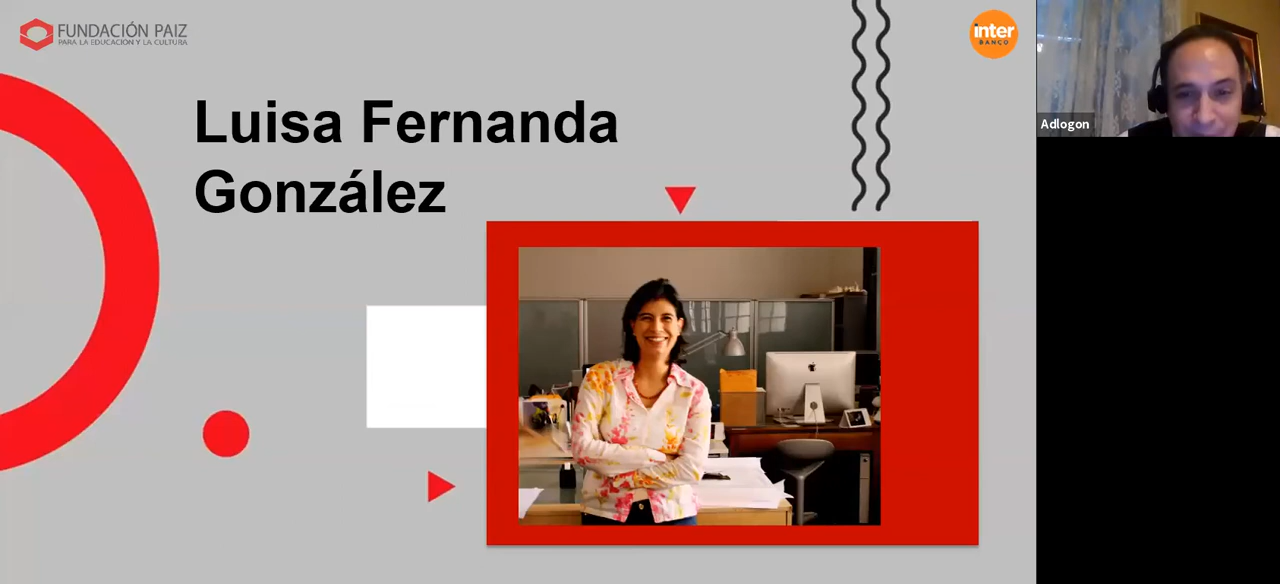 FUNDACIÓN PAIZ
PARA LA EDUCACIÓN Y LA CULTURA
inter
BANCO
Luisa Fernanda
González
Adlogon